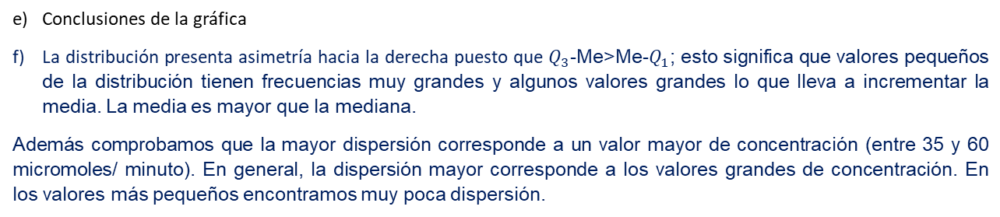 e) Conclusiones de la gráfica
f) La distribución presenta asimetría hacia la derecha puesto que Q₃-Me>Me-Q₁; esto significa que valores pequeños
de la distribución tienen frecuencias muy grandes y algunos valores grandes lo que lleva a incrementar la
media. La media es mayor que la mediana.
Además comprobamos que la mayor dispersión corresponde a un valor mayor de concentración (entre 35 y 60
micromoles/ minuto). En general, la dispersión mayor corresponde a los valores grandes de concentración. En
los valores más pequeños encontramos muy poca dispersión.